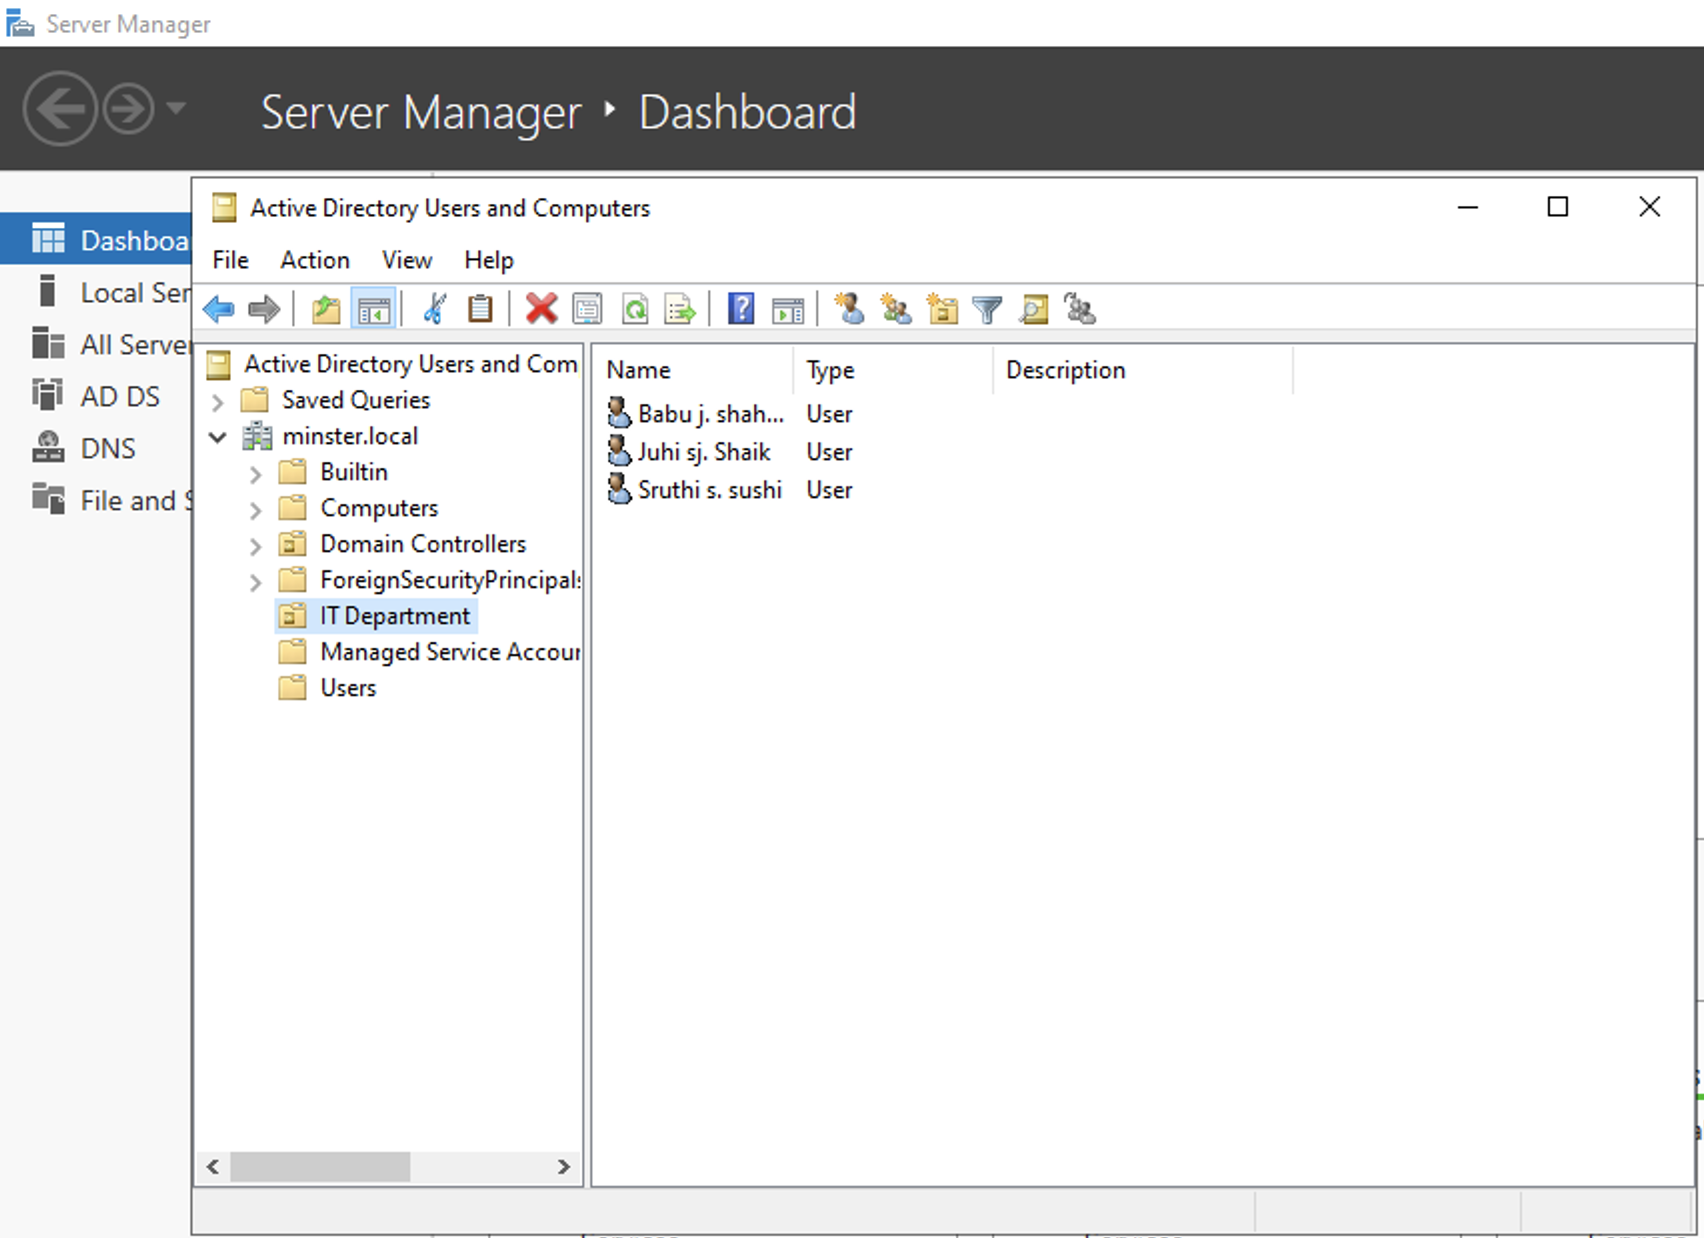 Server Manager
Server Manager Dashboard
Active Directory Users and Computers
File Action View Help
Dashboa
Local Ser
All Server
AD DS
DNS
File and S
Active Directory Users and Com
Saved Queries
minster.local
Builtin
Computers
Domain Controllers
ForeignSecurityPrincipals
IT Department
Managed Service Accour
Users
Name Type Description
Babu j. shah... User
Juhi sj. Shaik User
Sruthi s. sushi User